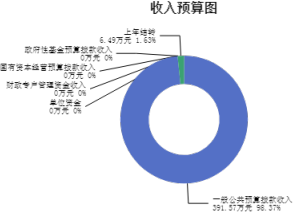 收入预算图
上年结转
6.49万元 1.63%
政府性基金预算拨款收入
0万元 0%
国有资本经营预算拨款收入
0万元 0%
财政专户管理资金收入
0万元 0%
单位资金
0万元 0%
一般公共预算拨款收入
391.57万元 98.37%